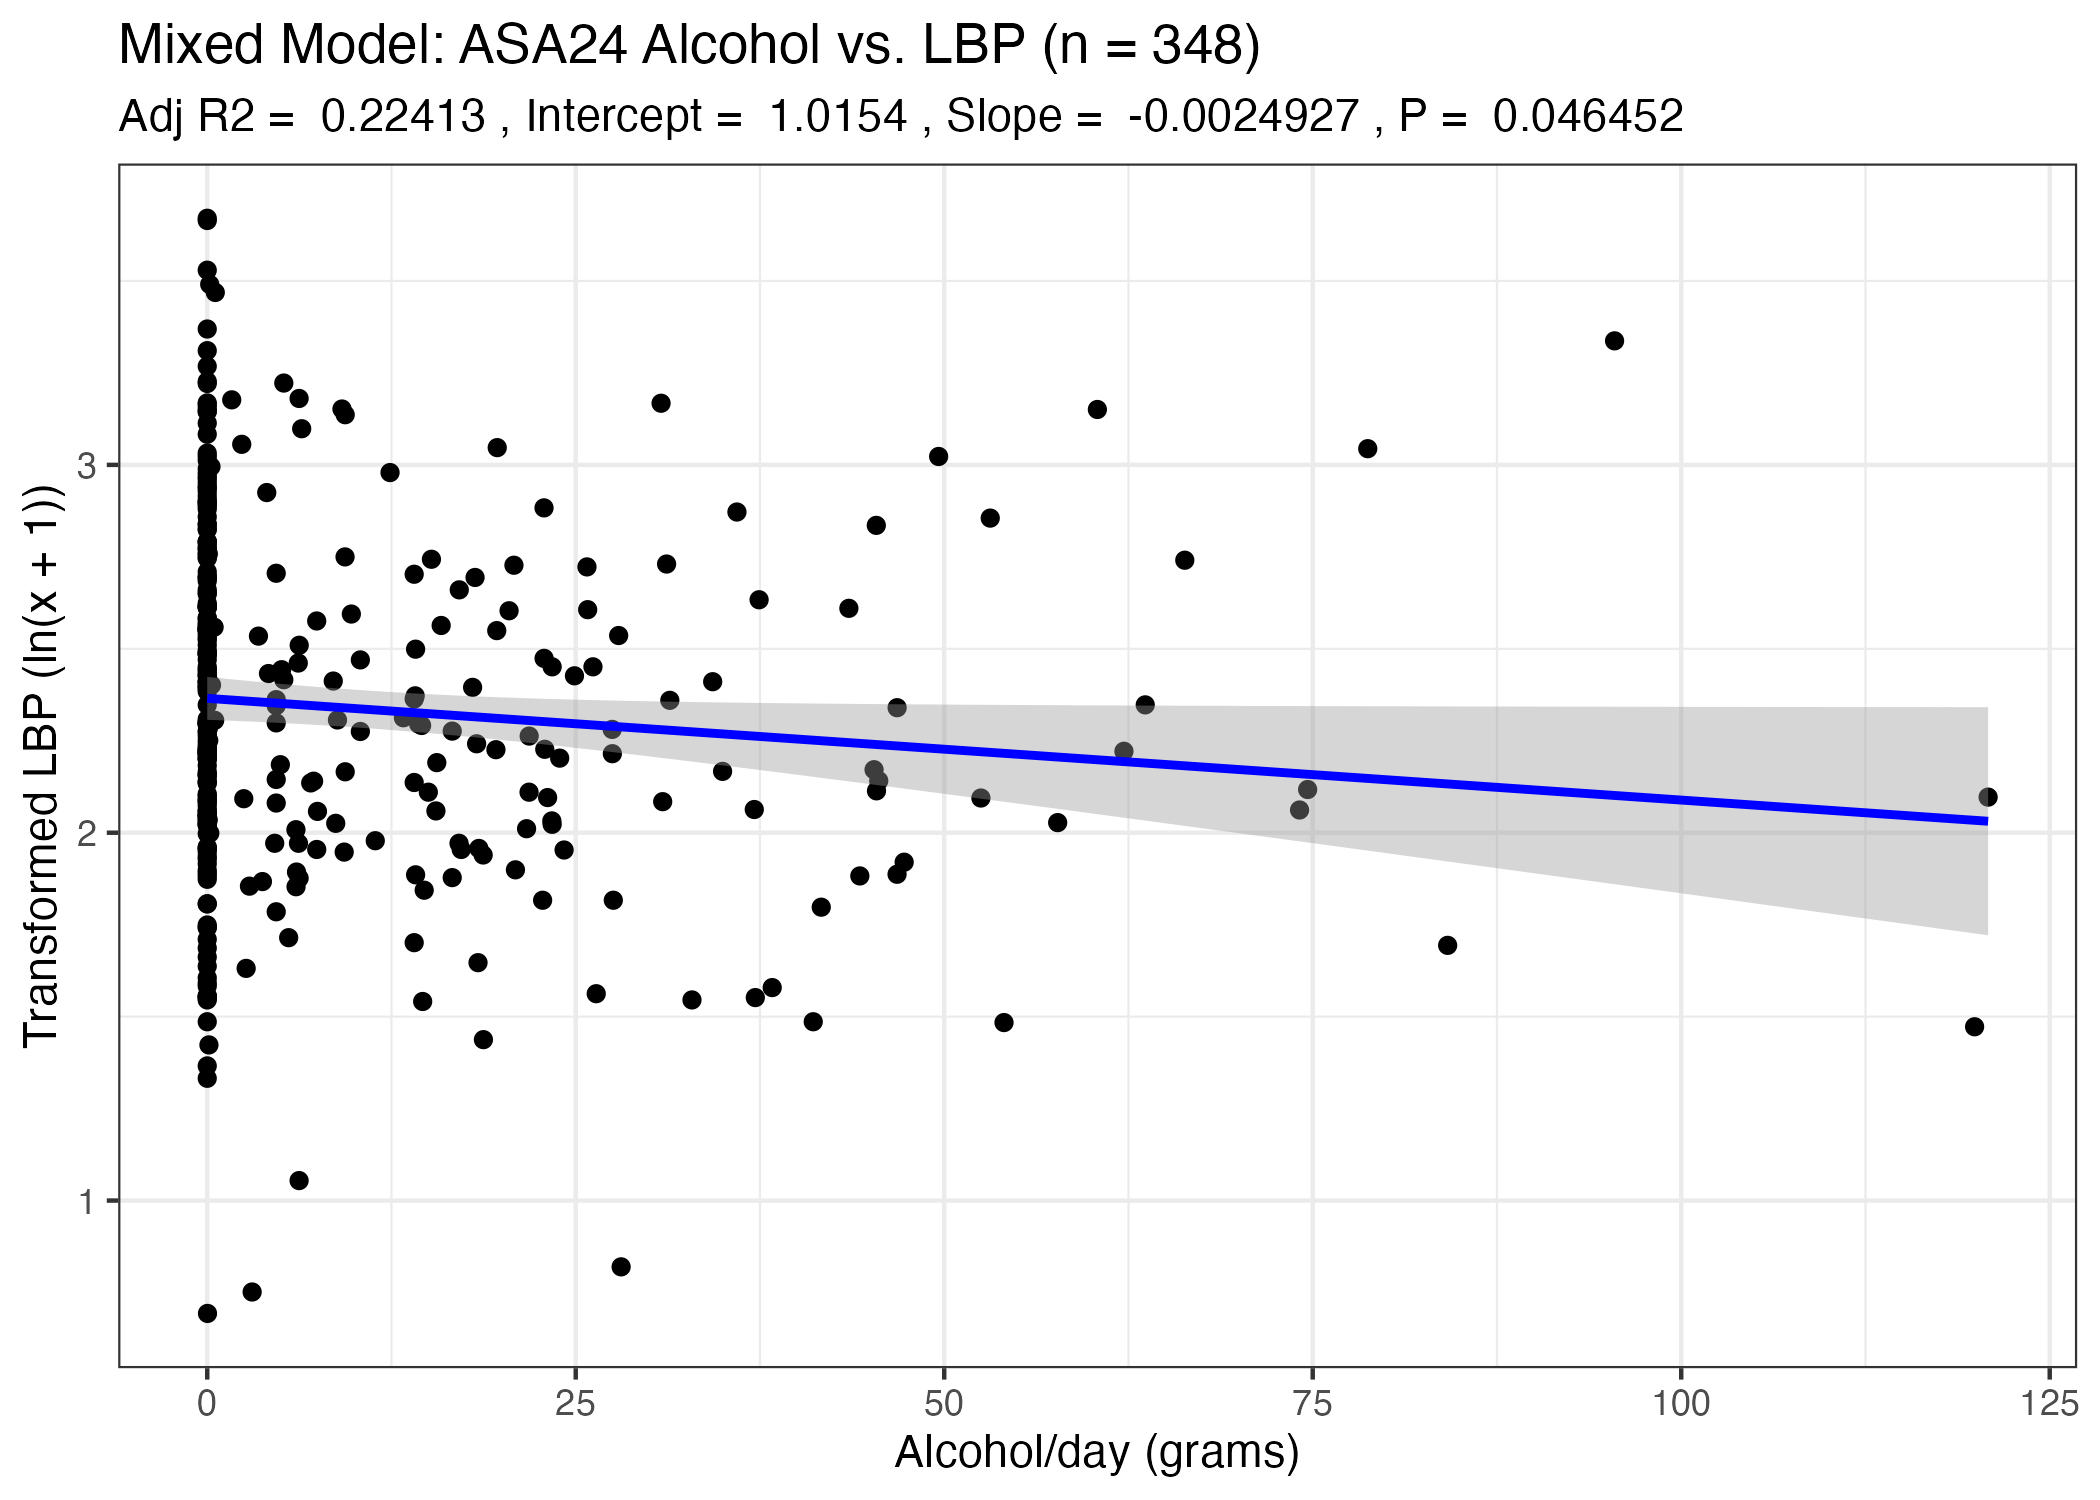 Mixed Model: ASA24 Alcohol vs. LBP (n = 348)
Adj R2 =  0.22413 , Intercept =  1.0154 , Slope =  -0.0024927 , P =  0.046452
Transformed LBP (ln(x + 1))
3
2
1
0 25 50 75 100 125
Alcohol/day (grams)